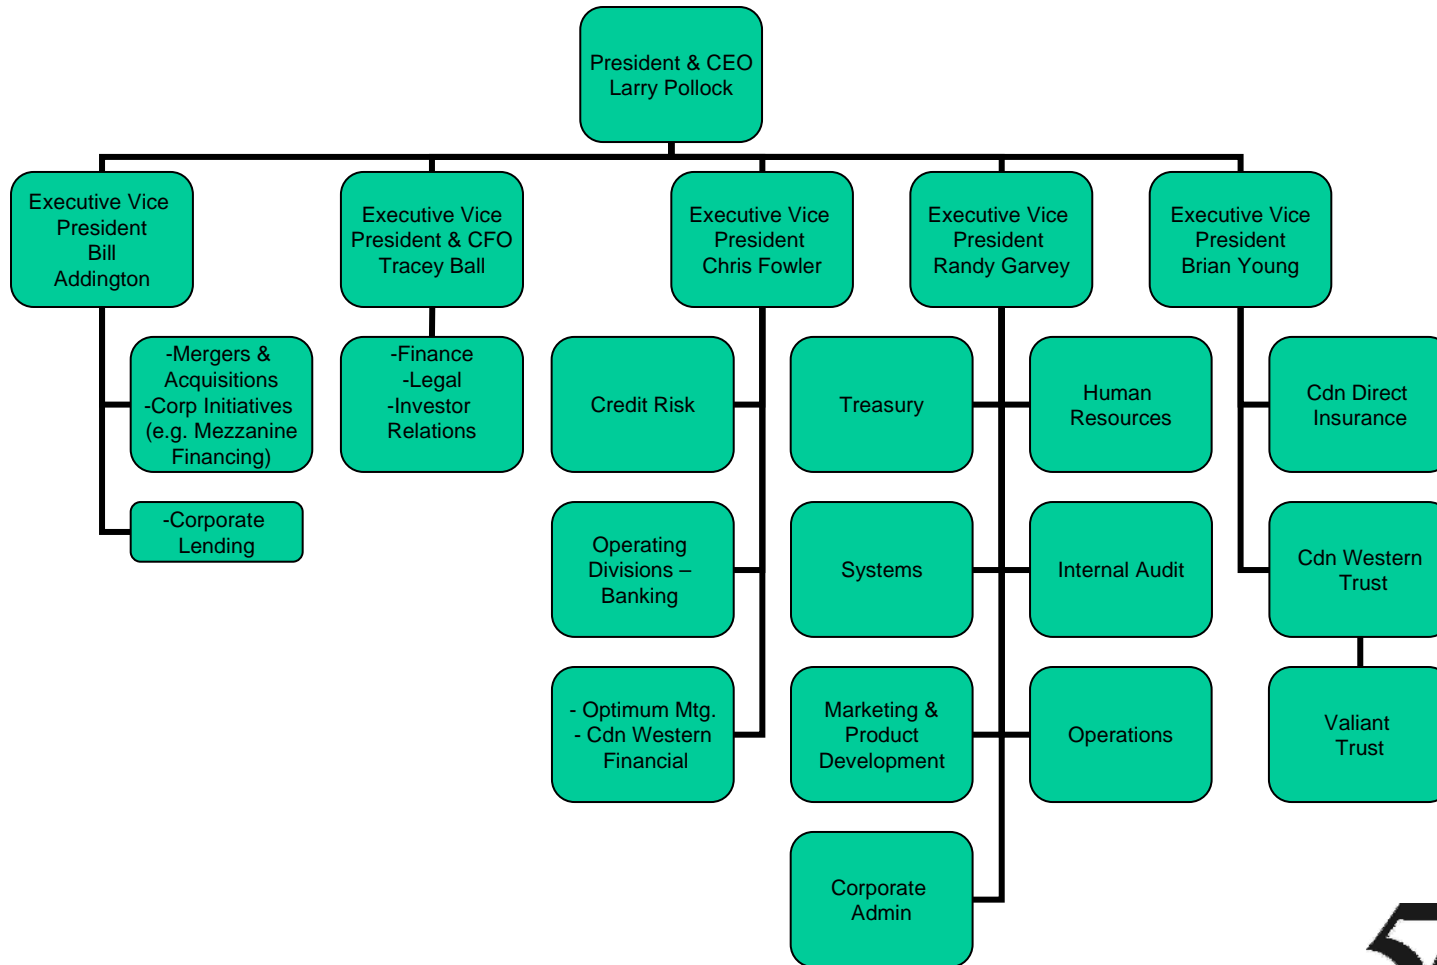 President & CEO
Larry Pollock
Executive Vice
President
Bill
Addington
Executive Vice
President & CFO
Tracey Ball
Executive Vice
President
Chris Fowler
Executive Vice
President
Randy Garvey
Executive Vice
President
Brian Young
-Mergers &
Acquisitions
-Corp Initiatives
(e.g. Mezzanine
Financing)
-Finance
-Legal
-Investor
Relations
Credit Risk
Treasury
Human
Resources
Cdn Direct
Insurance
-Corporate
Lending
Operating
Divisions –
Banking
Systems
Internal Audit
Cdn Western
Trust
- Optimum Mtg.
- Cdn Western
Financial
Marketing &
Product
Development
Operations
Valiant
Trust
Corporate
Admin